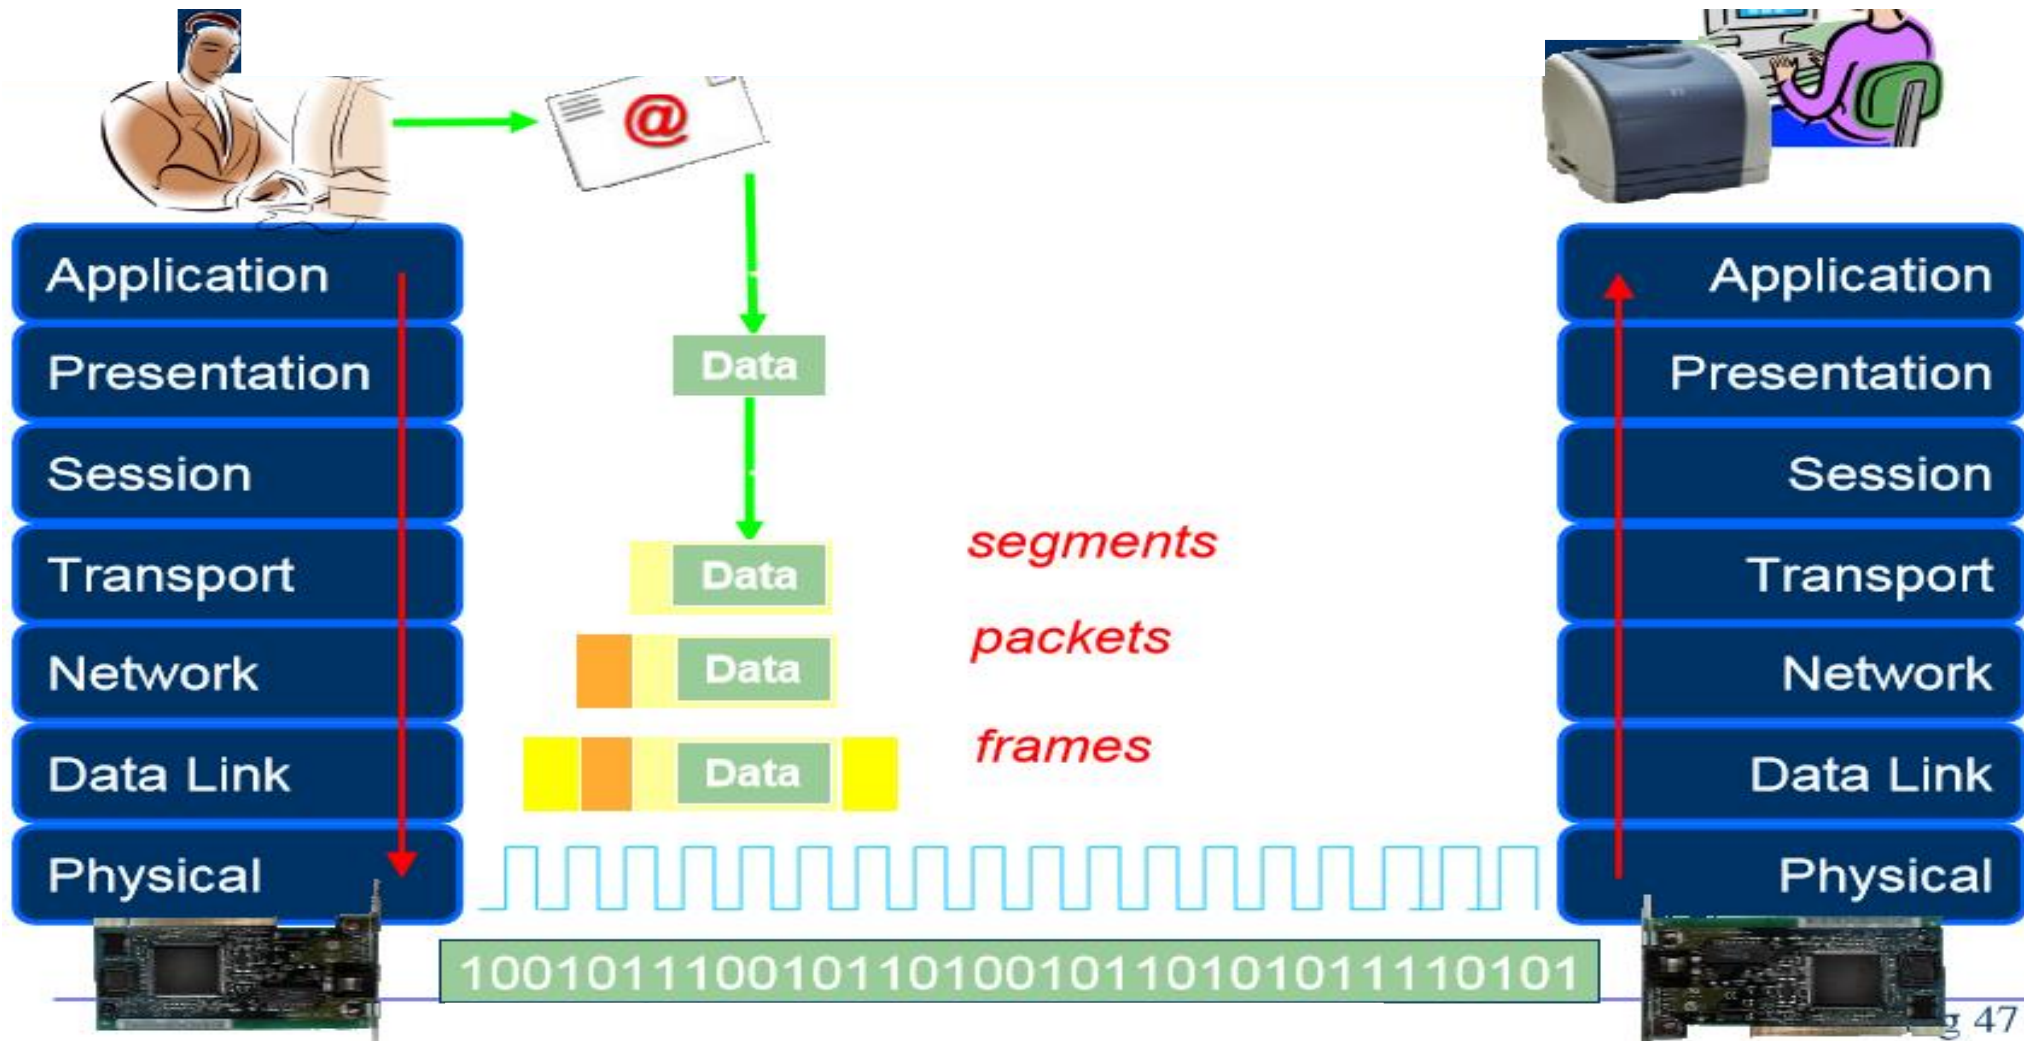 @
Application
Presentation
Session
Transport
Network
Data Link
Physical
Data
Data
Data
Data
segments
packets
frames
Application
Presentation
Session
Transport
Network
Data Link
Physical
1001011100101101001011010101011110101
g 47